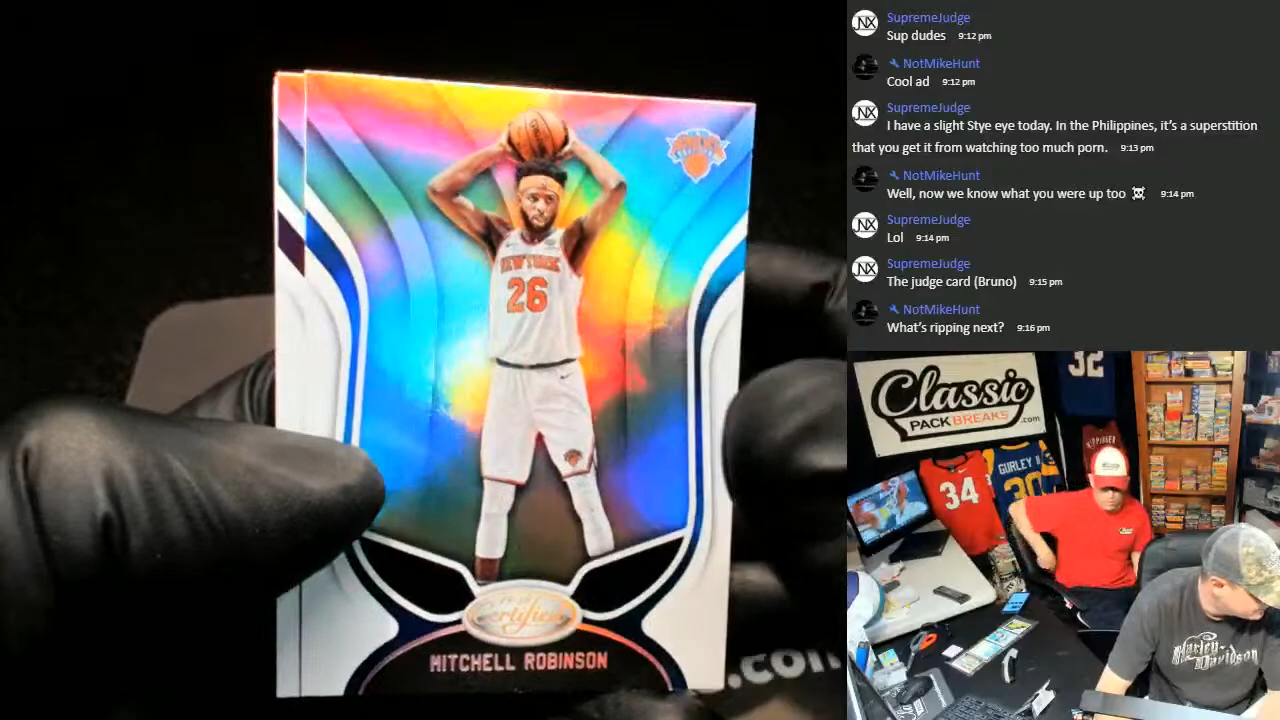 SupremeJudge
Sup dudes 9:12 pm
NotMikeHunt
Cool ad 9:12 pm
SupremeJudge
I have a slight Stye eye today. In the Philippines, it's a superstition
that you get it from watching too much porn. 9:13 pm
NotMikeHunt
Well, now we know what you were up too ☠ 9:14 pm
SupremeJudge
Lol 9:14 pm
SupremeJudge
The judge card (Bruno) 9:15 pm
NotMikeHunt
What's ripping next? 9:16 pm
KNICKS
NEW YORK
26
Certified
MITCHELL ROBINSON
.com
32
Classic
PACK BREAKS .com
34
GURLEY II
30
Harley-Davidson